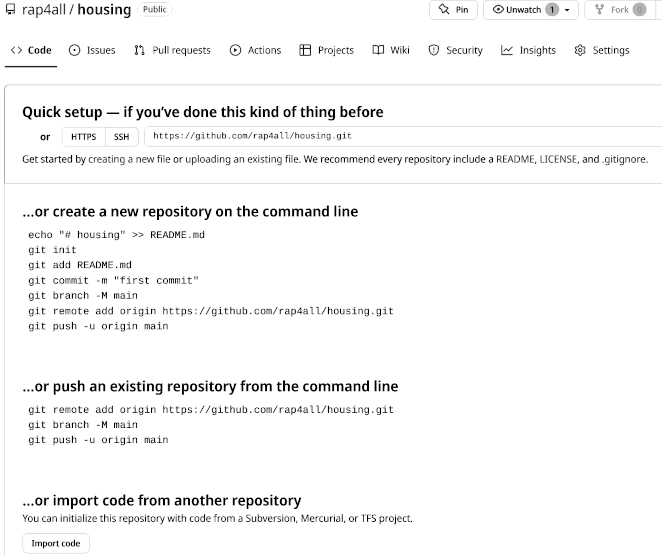 rap4all / housing Public
Pin
Unwatch 1
Fork 0
Code
Issues
Pull requests
Actions
Projects
Wiki
Security
Insights
Settings
Quick setup — if you've done this kind of thing before
or HTTPS SSH https://github.com/rap4all/housing.git
Get started by creating a new file or uploading an existing file. We recommend every repository include a README, LICENSE, and .gitignore.
…or create a new repository on the command line
echo "# housing" >> README.md
git init
git add README.md
git commit -m "first commit"
git branch -M main
git remote add origin https://github.com/rap4all/housing.git
git push -u origin main
…or push an existing repository from the command line
git remote add origin https://github.com/rap4all/housing.git
git branch -M main
git push -u origin main
…or import code from another repository
You can initialize this repository with code from a Subversion, Mercurial, or TFS project.
Import code